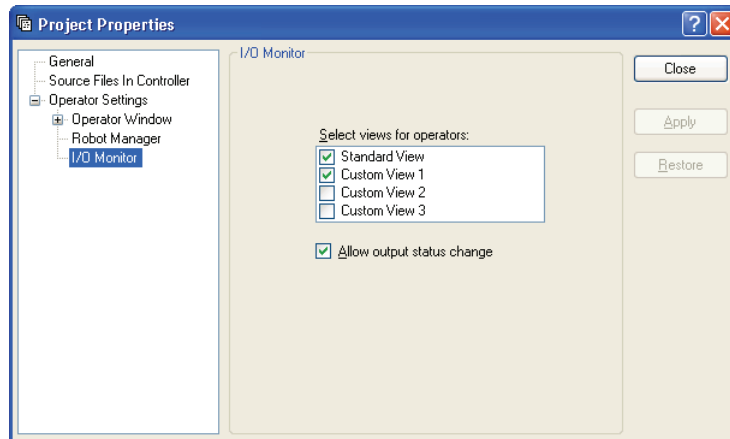 Project Properties
General
Source Files In Controller
Operator Settings
Operator Window
Robot Manager
I/O Monitor
I/O Monitor
Select views for operators:
Standard View
Custom View 1
Custom View 2
Custom View 3
Allow output status change
Close
Apply
Restore